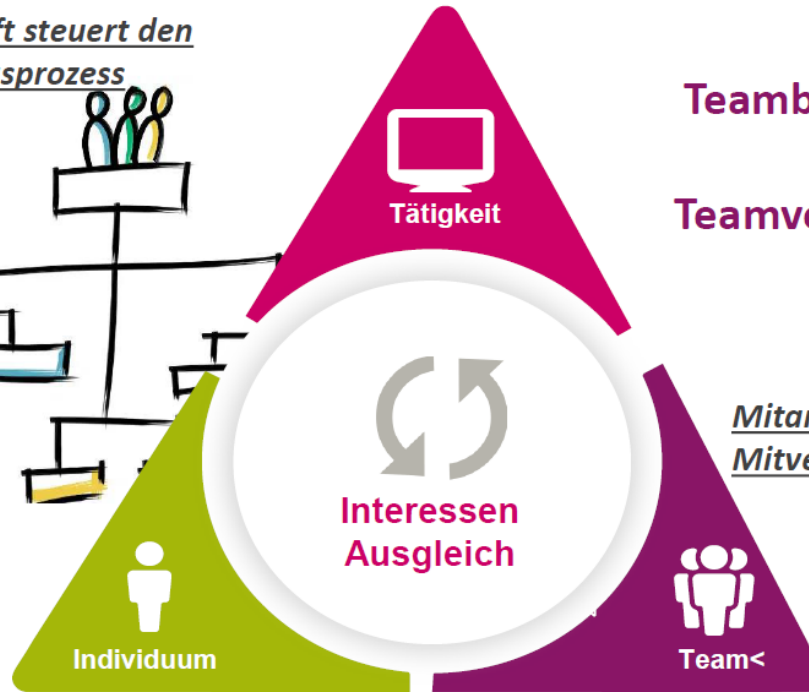 ft steuert den
sprozess
Teamb
Tätigkeit
Teamve
Interessen
Ausgleich
Mitar
Mitve
Individuum
Team<